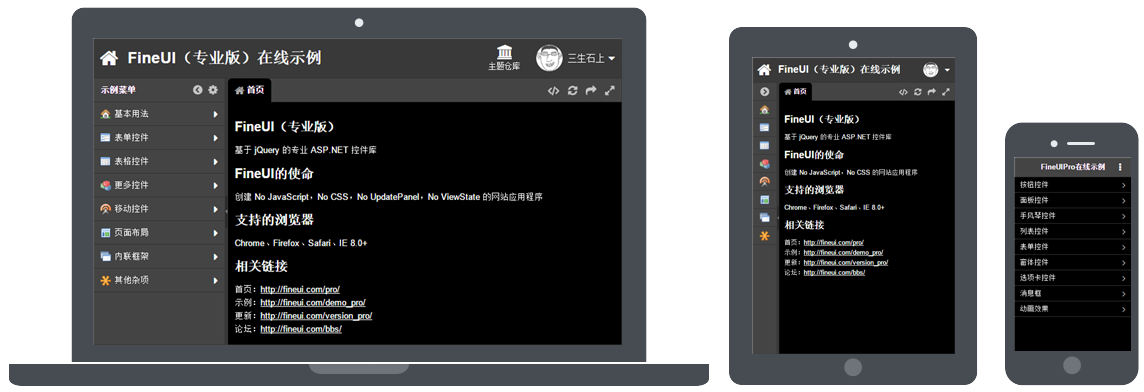 FineUI（专业版）在线示例
主题仓库
三生石上
示例菜单
首页
基本用法
表单控件
表格控件
更多控件
移动控件
页面布局
内联框架
其他杂项
FineUI（专业版）
基于 jQuery 的专业 ASP.NET 控件库
FineUI的使命
创建 No JavaScript，No CSS，No UpdatePanel，No ViewState 的网站应用程序
支持的浏览器
Chrome、Firefox、Safari、IE 8.0+
相关链接
首页：http://fineui.com/pro/
示例：http://fineui.com/demo_pro/
更新：http://fineui.com/version_pro/
论坛：http://fineui.com/bbs/
FineUI（专业版）在线示例
首页
FineUI（专业版）
基于 jQuery 的专业 ASP.NET 控件库
FineUI的使命
创建 No JavaScript，No CSS 的网站应用程序
支持的浏览器
Chrome、Firefox、Safari、IE 8.0+
相关链接
首页：http://fineui.com/pro/
示例：http://fineui.com/demo_pro/
更新：http://fineui.com/version_pro/
论坛：http://fineui.com/bbs/
FineUIPro在线示例
按钮控件
面板控件
手风琴控件
列表控件
表单控件
窗体控件
选项卡控件
消息框
动画效果